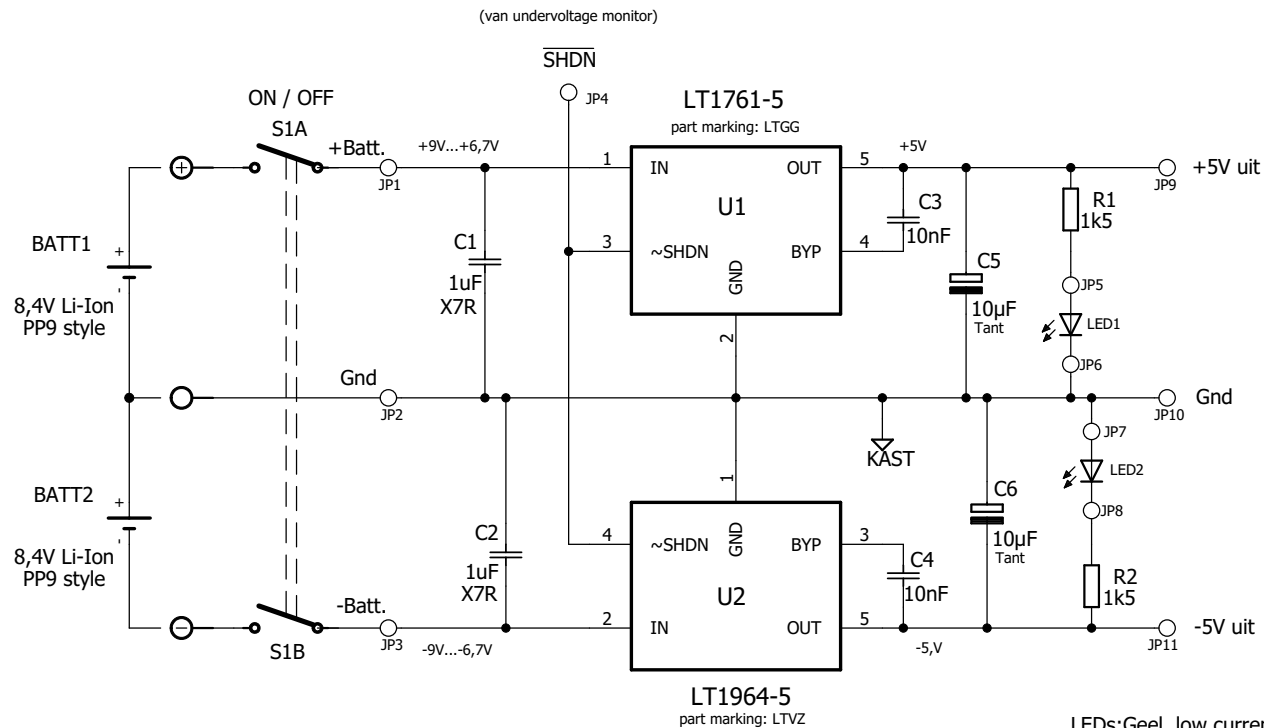 (van undervoltage monitor)
SHDN
JP4
ON / OFF
S1A
LT1761-5
part marking: LTGG
+Batt.
JP1
+9V...+6,7V
1
IN
OUT
5
+5V
JP9
+5V uit
U1
C3
10nF
R1
1k5
BATT1
+
-
8,4V Li-Ion
PP9 style
C1
1uF
X7R
3
~SHDN
GND
BYP
4
C5
10µF
Tant
JP5
LED1
JP6
2
Gnd
JP2
KAST
JP10
Gnd
JP7
LED2
JP8
1
BATT2
+
-
8,4V Li-Ion
PP9 style
C2
1uF
X7R
4
~SHDN
GND
BYP
3
C4
10nF
C6
10µF
Tant
R2
1k5
U2
-Batt.
JP3
-9V...-6,7V
2
IN
OUT
5
-5,V
JP11
-5V uit
S1B
LT1964-5
part marking: LTVZ
LEDs:Geel, low curre